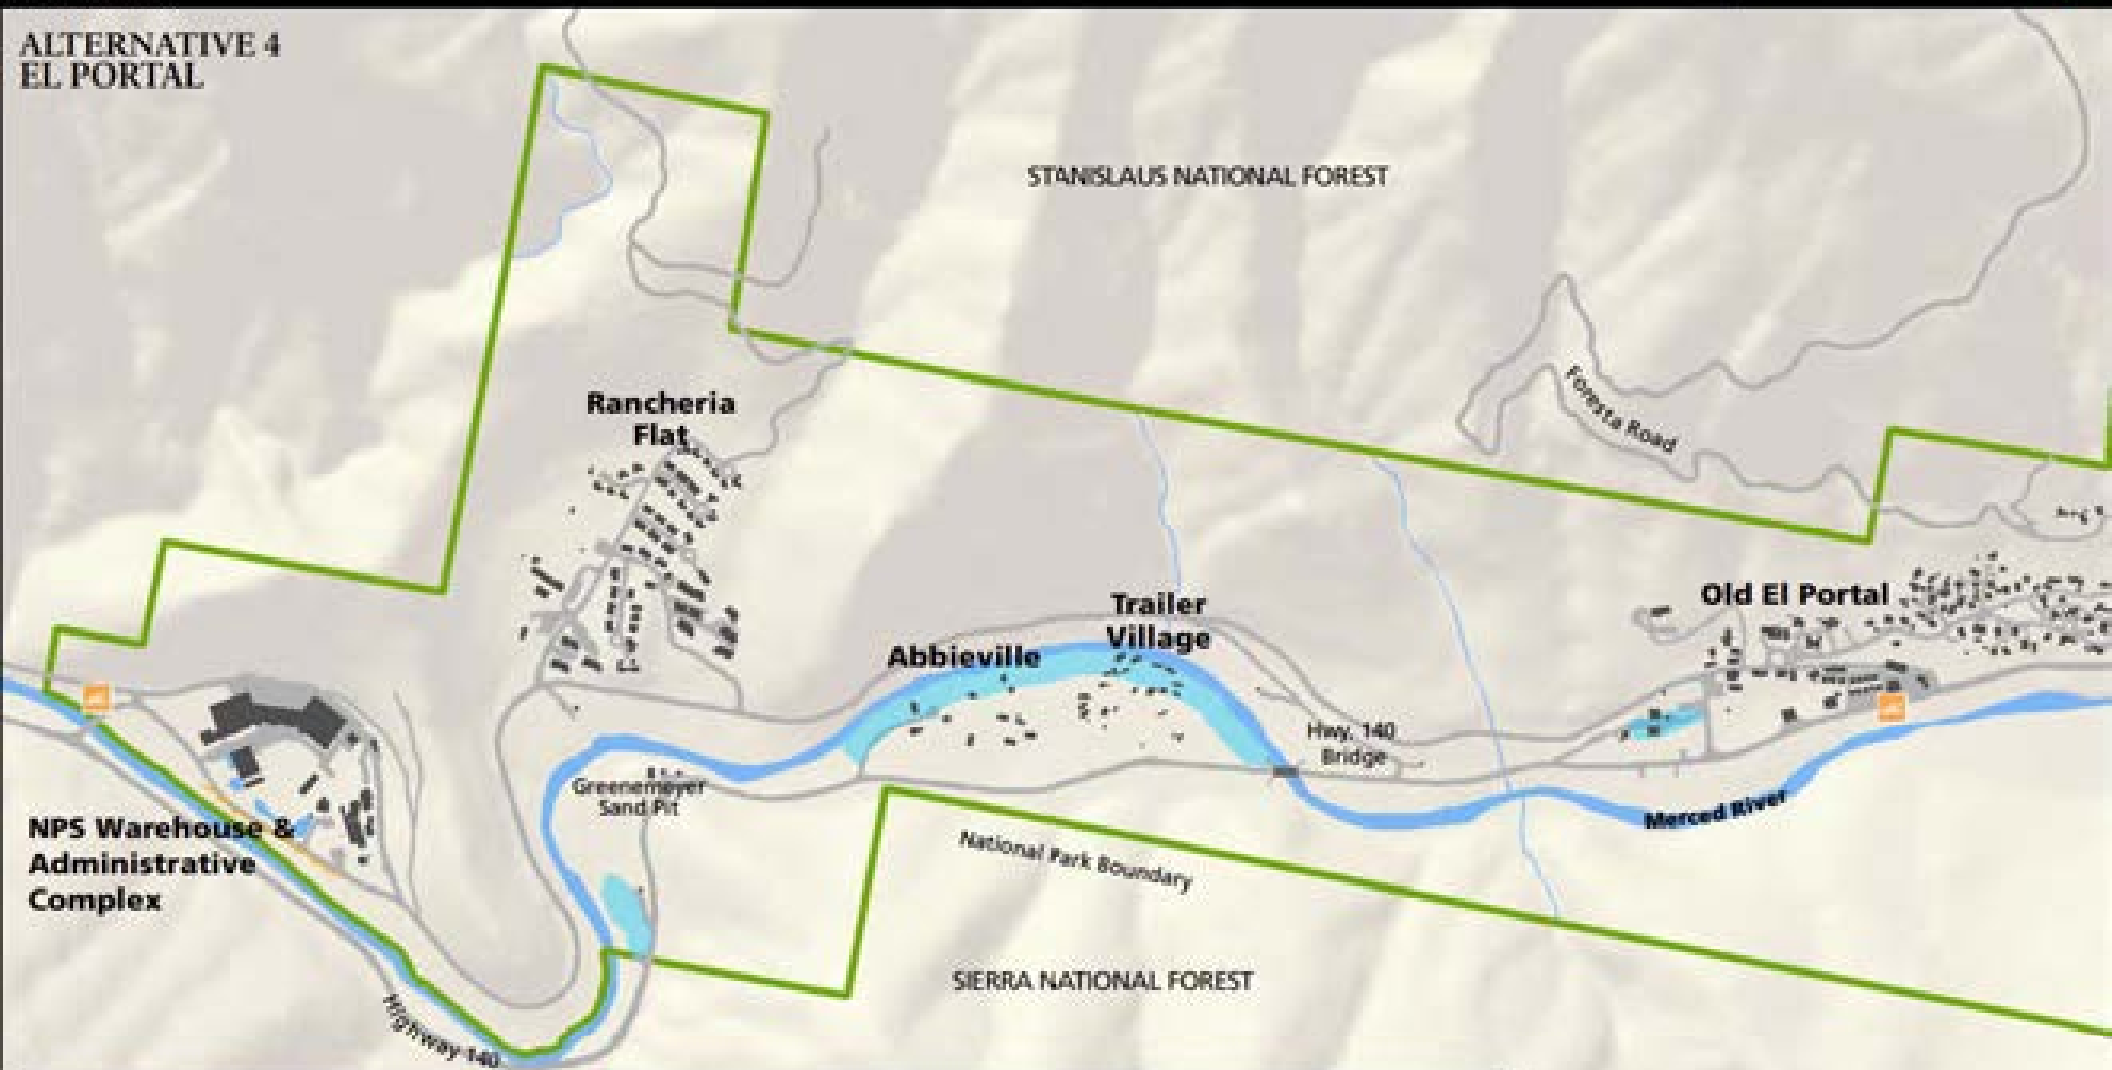 ALTERNATIVE 4
EL PORTAL
STANISLAUS NATIONAL FOREST
Foresta Road
Rancheria
Flat
Trailer
Village
Old El Portal
Abbieville
Hwy. 140
Bridge
Greenemeyer
Sand Pit
Merced River
NPS Warehouse &
Administrative
Complex
National Park Boundary
SIERRA NATIONAL FOREST
Highway 140